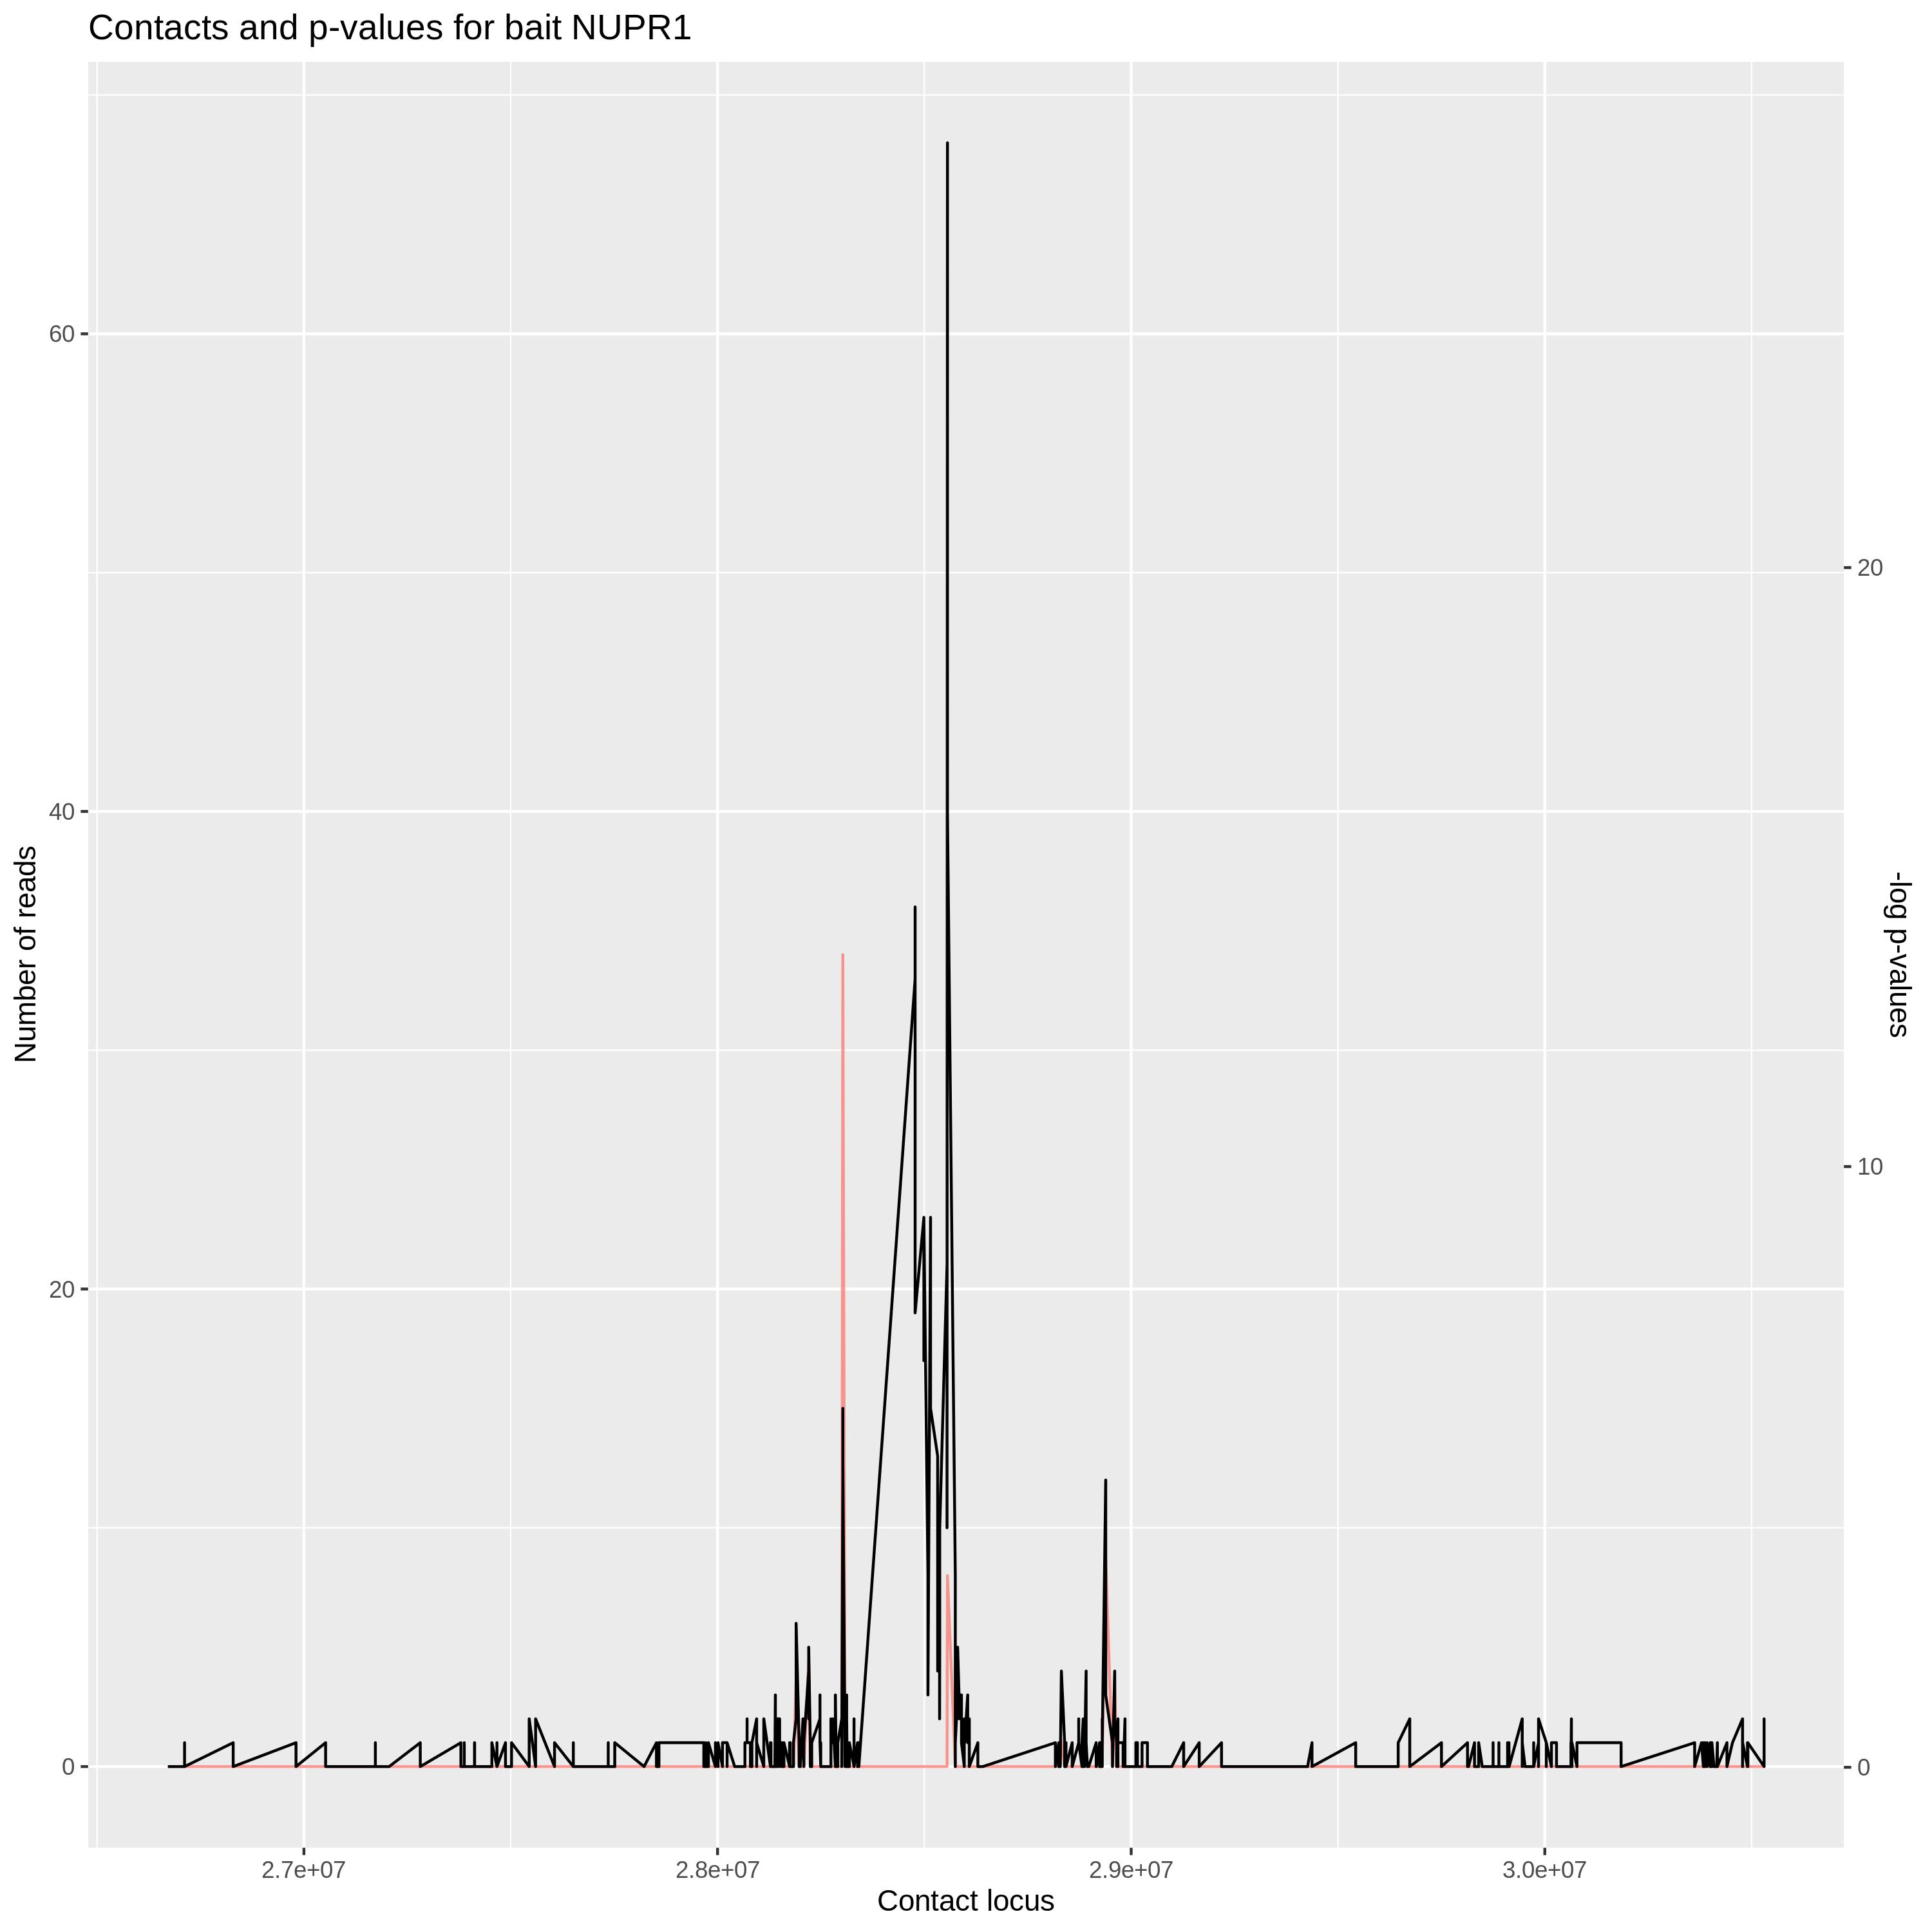 Contacts and p-values for bait NUPR1
60
40
20
0
20
10
0
Number of reads
-log p-values
2.7e+07
2.8e+07
2.9e+07
3.0e+07
Contact locus